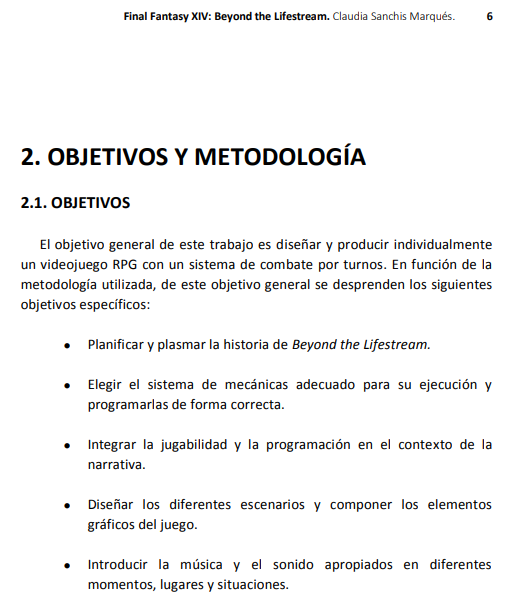 Final Fantasy XIV: Beyond the Lifestream. Claudia Sanchis Marqués. 6
2. OBJETIVOS Y METODOLOGÍA
2.1. OBJETIVOS
El objetivo general de este trabajo es diseñar y producir individualmente
un videojuego RPG con un sistema de combate por turnos. En función de la
metodología utilizada, de este objetivo general se desprenden los siguientes
objetivos específicos:
● Planificar y plasmar la historia de Beyond the Lifestream.
● Elegir el sistema de mecánicas adecuado para su ejecución y
programarlas de forma correcta.
● Integrar la jugabilidad y la programación en el contexto de la
narrativa.
● Diseñar los diferentes escenarios y componer los elementos
gráficos del juego.
● Introducir la música y el sonido apropiados en diferentes
momentos, lugares y situaciones.